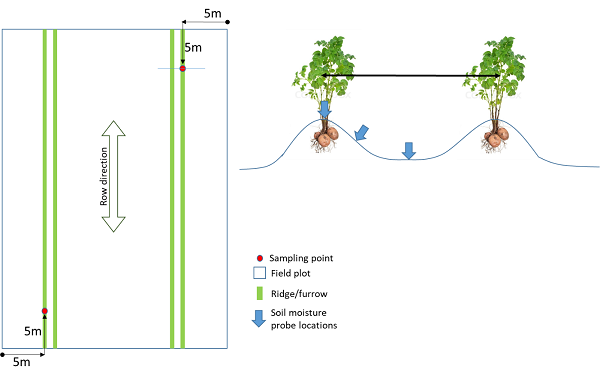 5m
5m
Row direction
5m
5m
Sampling point
Field plot
Ridge/furrow
Soil moisture
probe locations